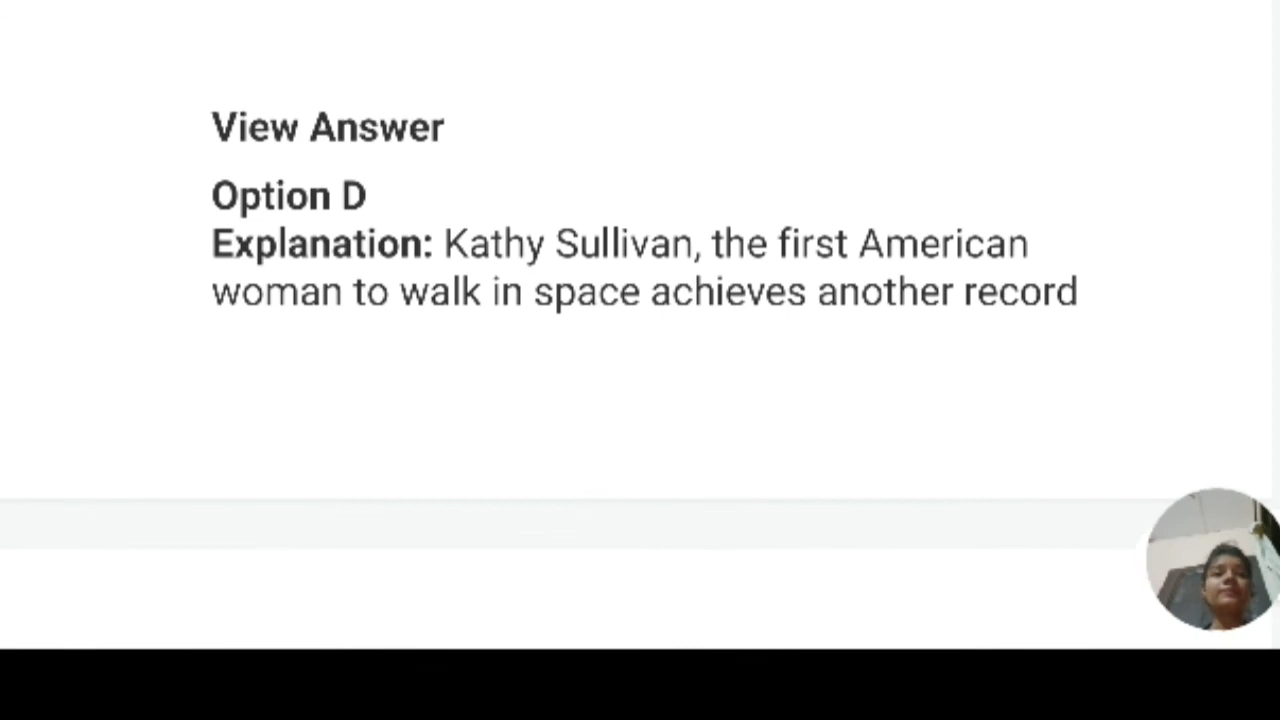 View Answer
Option D
Explanation: Kathy Sullivan, the first American
woman to walk in space achieves another record